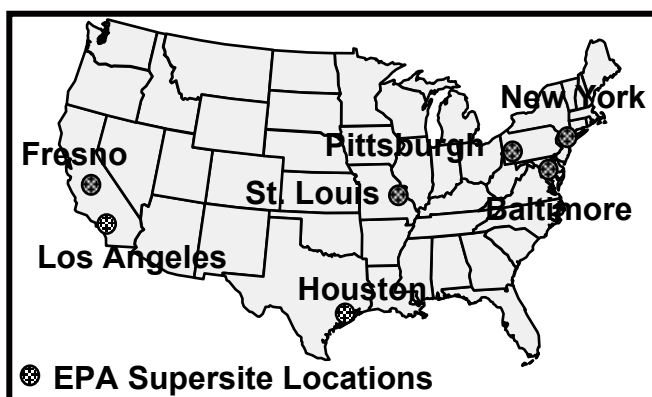 New York
Pittsburgh
Fresno
St. Louis
Baltimore
Los Angeles
Houston
EPA Supersite Locations